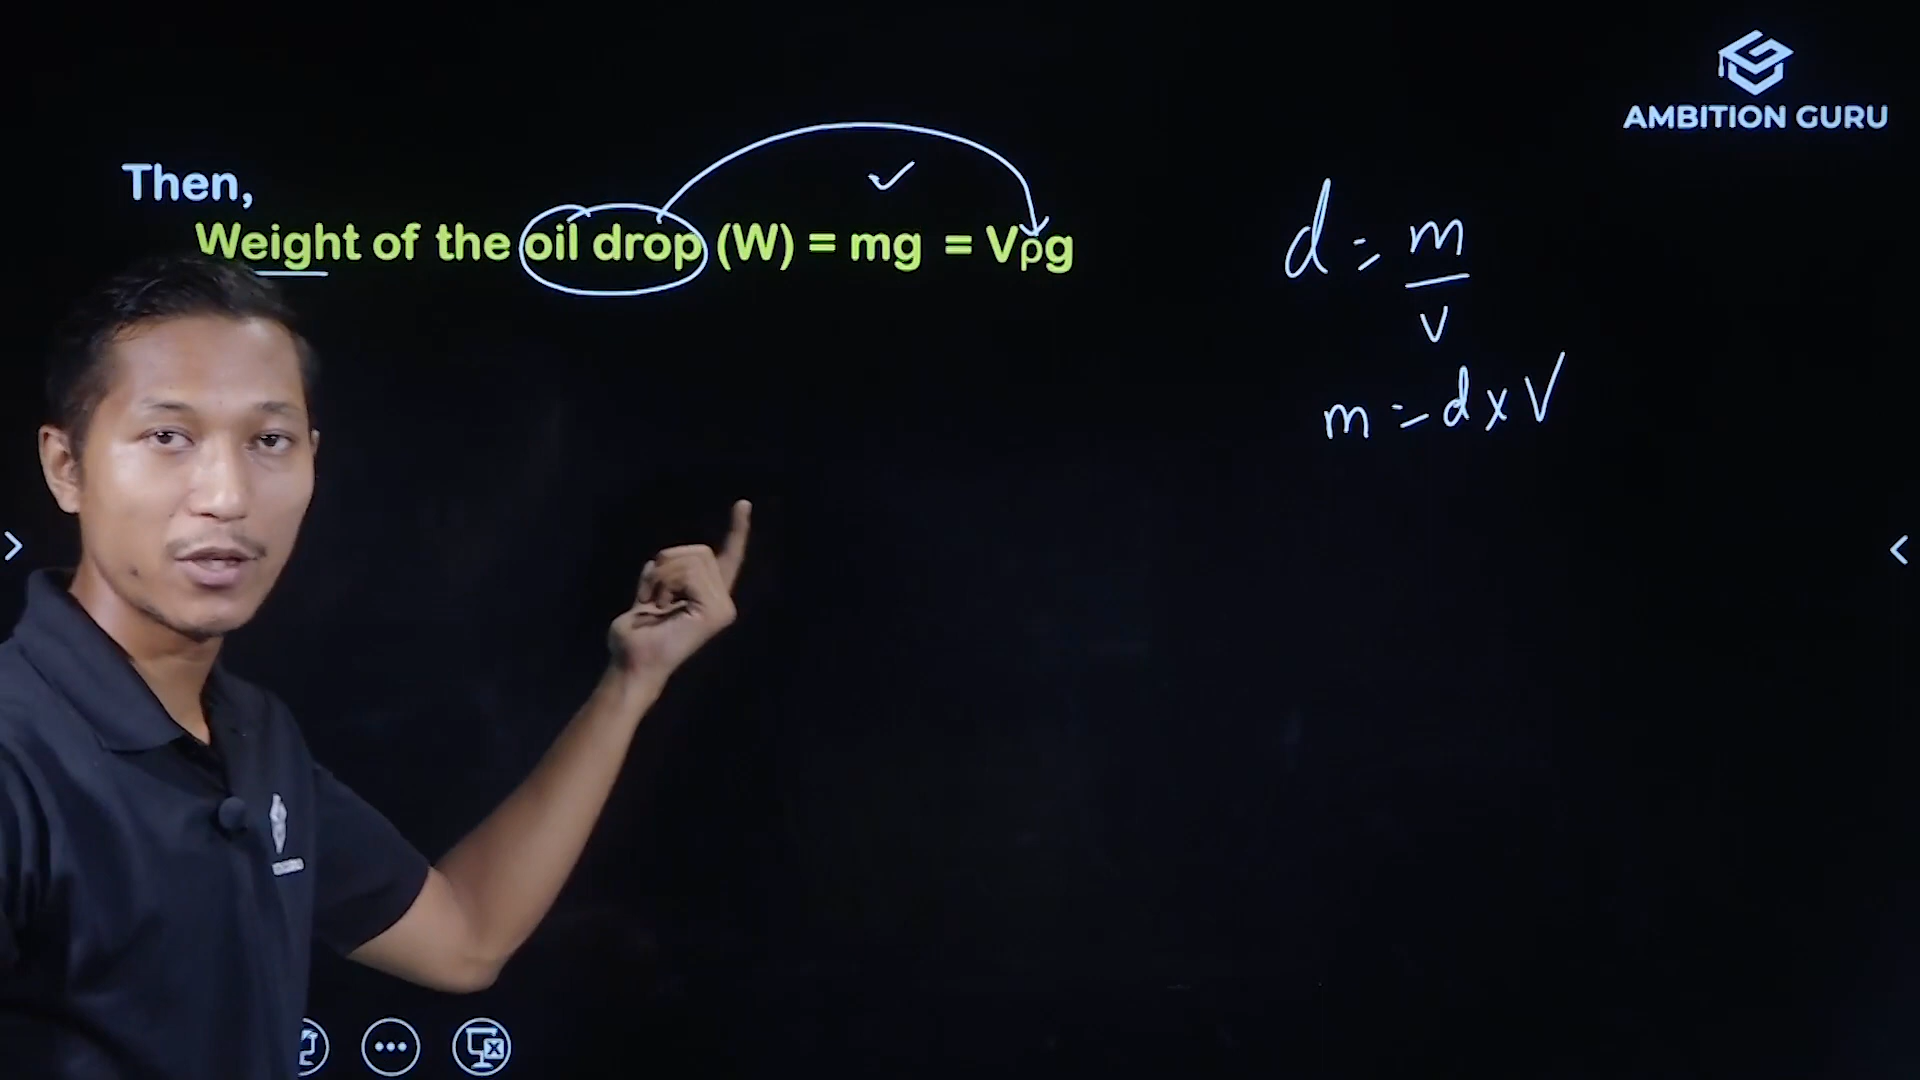 AMBITION GURU
Then,
Weight of the oil drop (W) = mg = Vρg
d = m
v
m = d x V